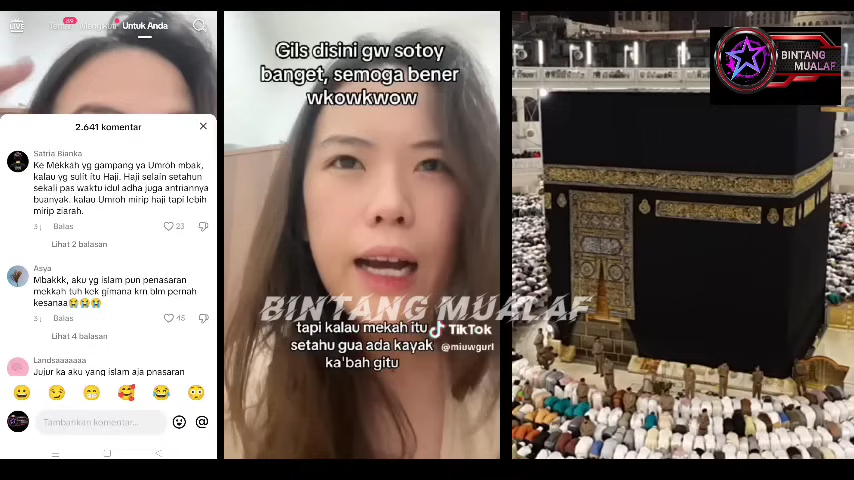 LIVE
Teman
99
Mengikuti
Untuk Anda
2.641 komentar
Satria Bianka
Ke Mekkah yg gampang ya Umroh mbak,
kalau yg sulit itu Haji. Haji selain setahun
sekali pas waktu idul adha juga antriannya
buanyak. kalau Umroh mirip haji tapi lebih
mirip ziarah.
Balas
23
Lihat 2 balasan
Asya
Mbakkk, aku yg islam pun penasaran
mekkah tuh kek gimana krn blm pernah
kesanaa😭😭😭
Balas
45
Lihat 4 balasan
Landsaaaaaaa
Jujur ka aku yang islam aja pnasaran
😀 😏 😁 🥰 😂 😳
Tambahkan komentar...
Gils disini gw sotoy
banget, semoga bener
wkowkwow
BINTANG MUALAF
tapi kalau mekah itu
setahu gua ada kayak
ka'bah gitu
TikTok
@miuwgurl
BINTANG
MUALAF